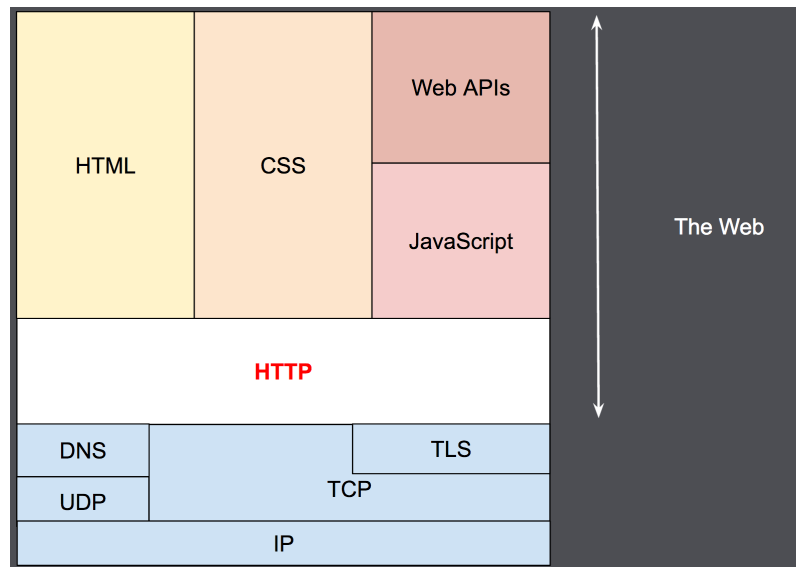 Web APIs
HTML
CSS
JavaScript
The Web
HTTP
DNS
TLS
UDP
TCP
IP